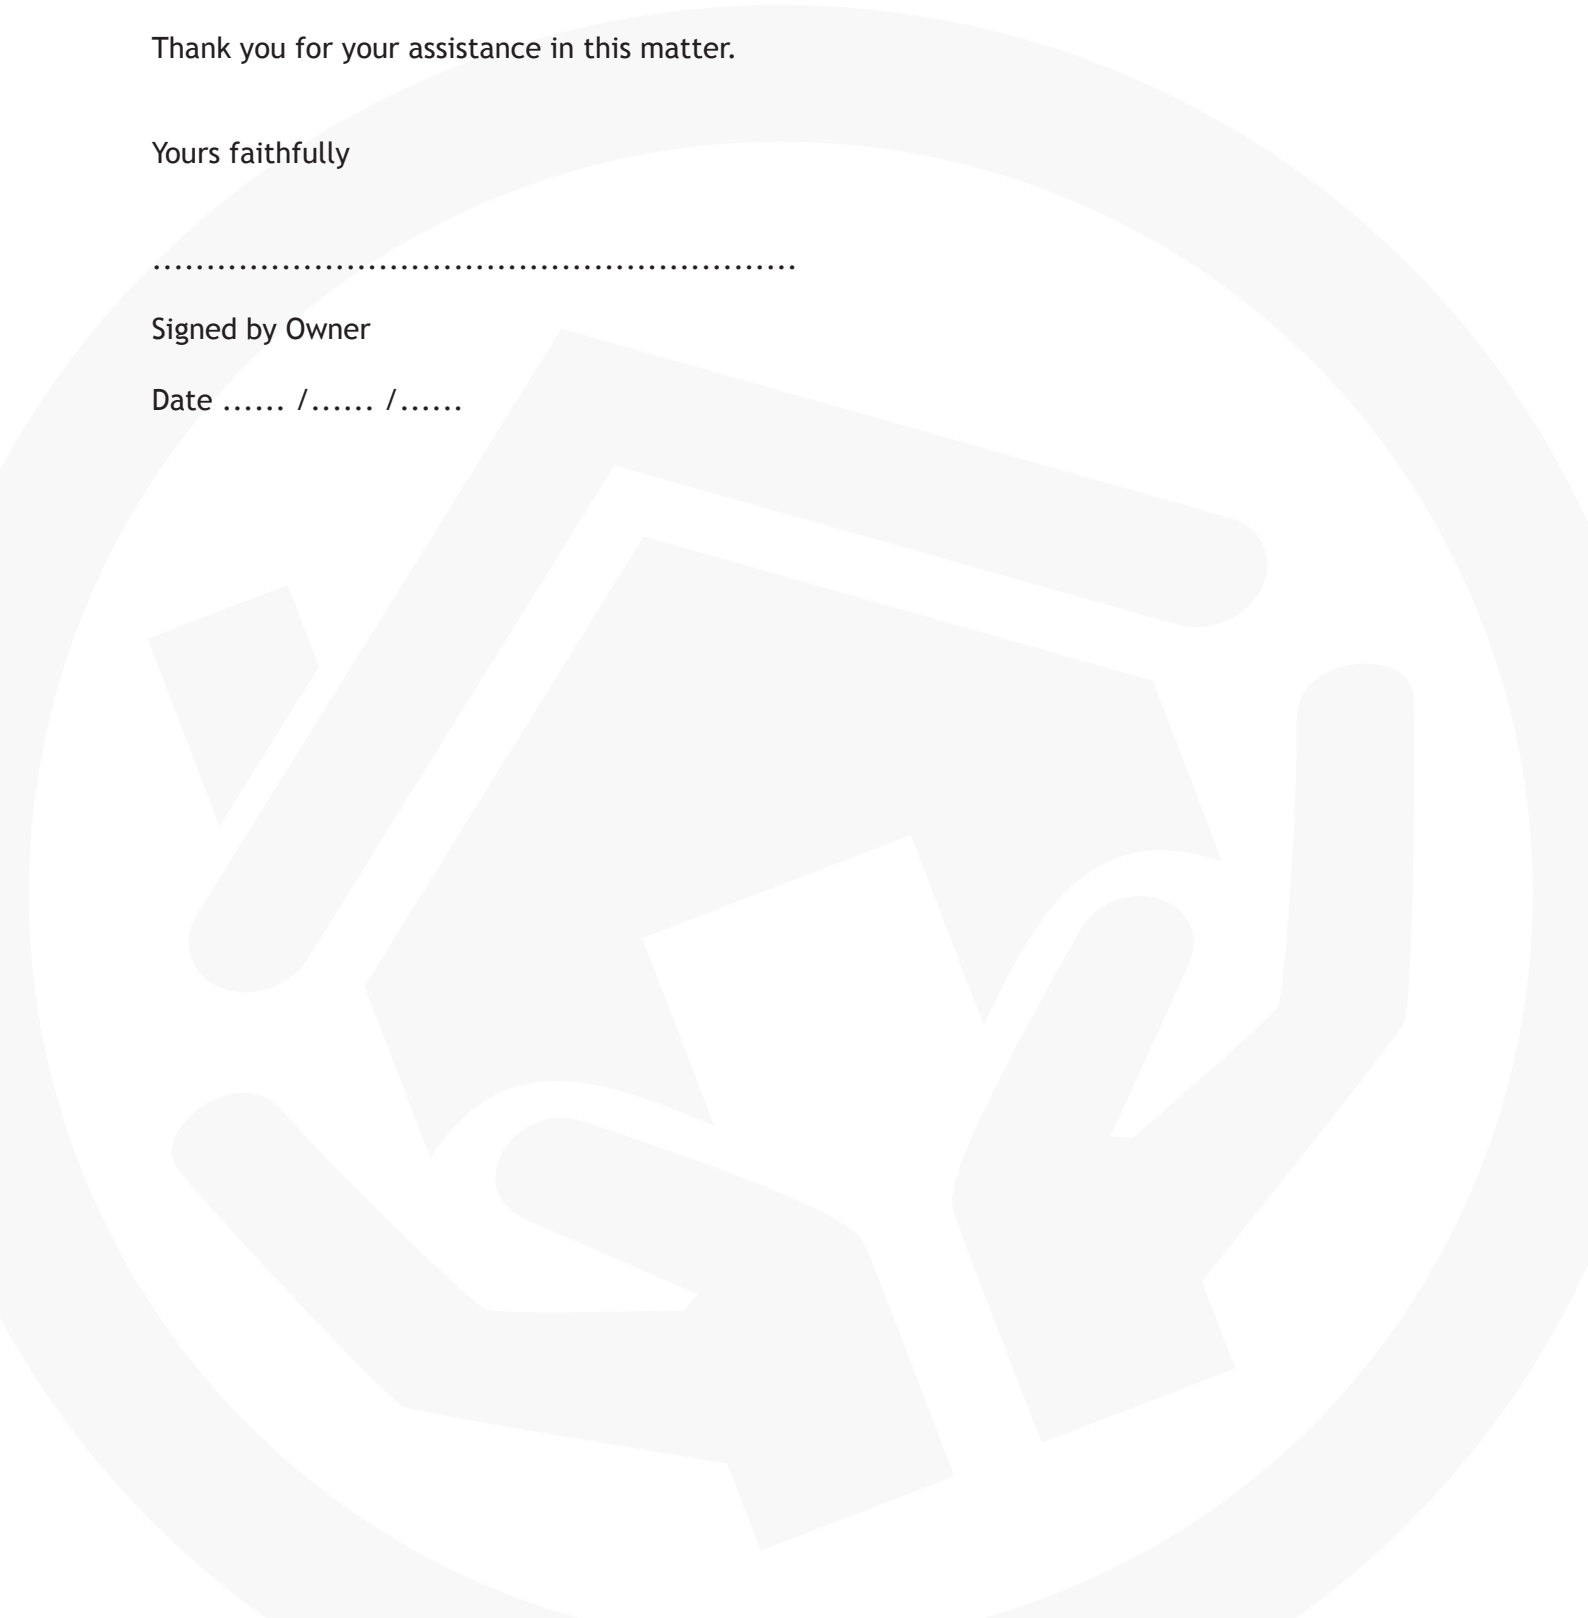 Thank you for your assistance in this matter.
Yours faithfully
............................................................
Signed by Owner
Date ...... /...... /......